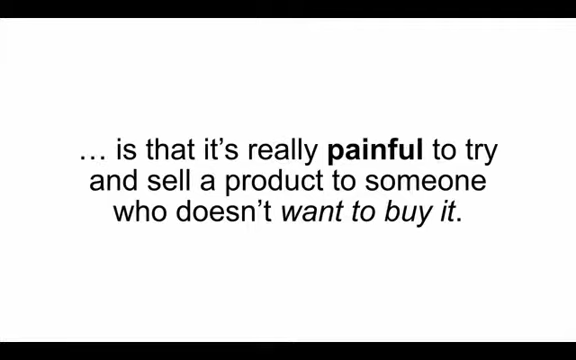 … is that it’s really painful to try
and sell a product to someone
who doesn’t want to buy it.